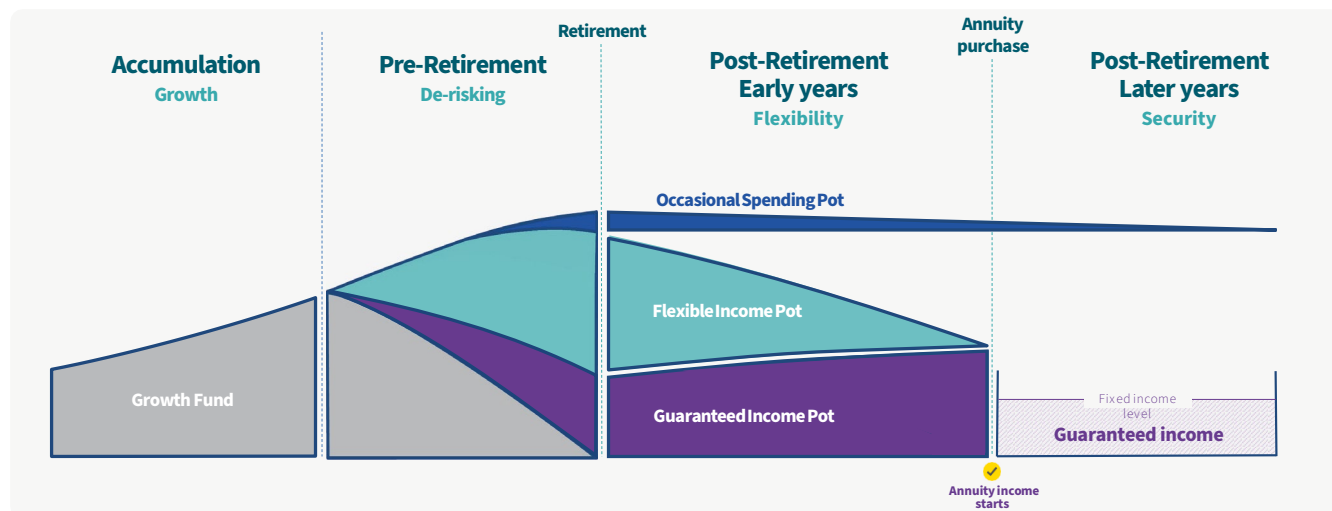 Accumulation
Growth
Pre-Retirement
De-risking
Retirement
Post-Retirement
Early years
Flexibility
Annuity
purchase
Post-Retirement
Later years
Security
Occasional Spending Pot
Flexible Income Pot
Growth Fund
Guaranteed Income Pot
Fixed income
level
Guaranteed income
Annuity income
starts